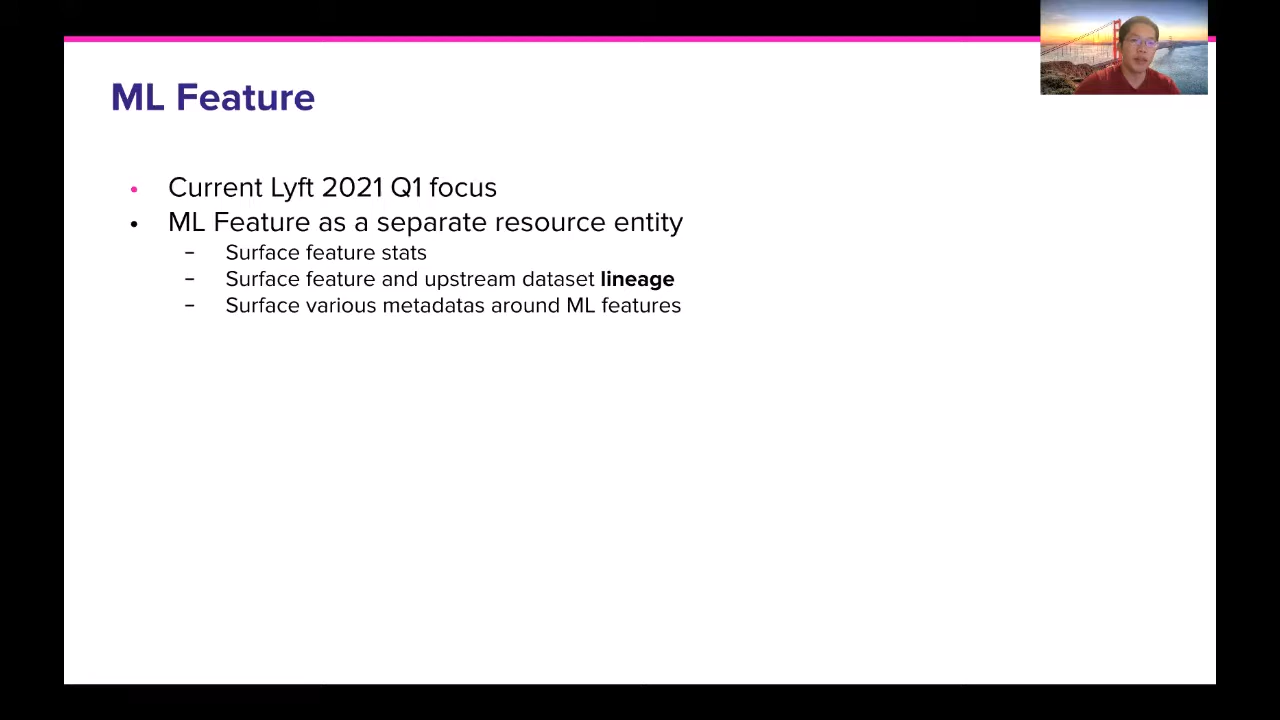 ML Feature
• Current Lyft 2021 Q1 focus
• ML Feature as a separate resource entity
– Surface feature stats
– Surface feature and upstream dataset lineage
– Surface various metadatas around ML features